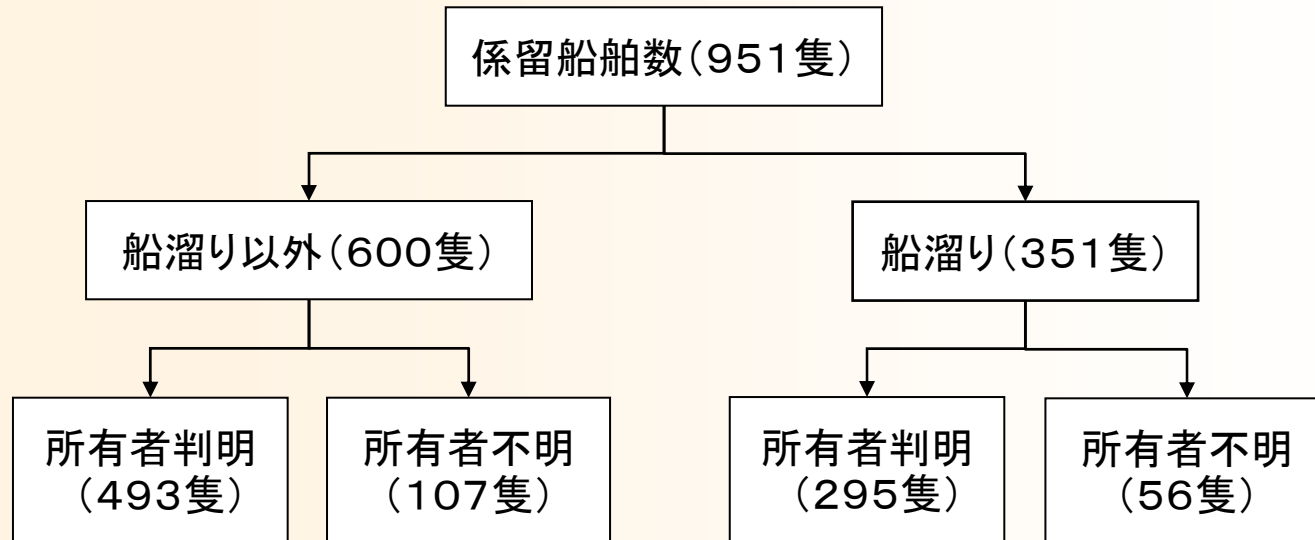 係留船舶数（951隻）
船溜り以外（600隻）
船溜り（351隻）
所有者判明
（493隻）
所有者不明
（107隻）
所有者判明
（295隻）
所有者不明
（56隻）